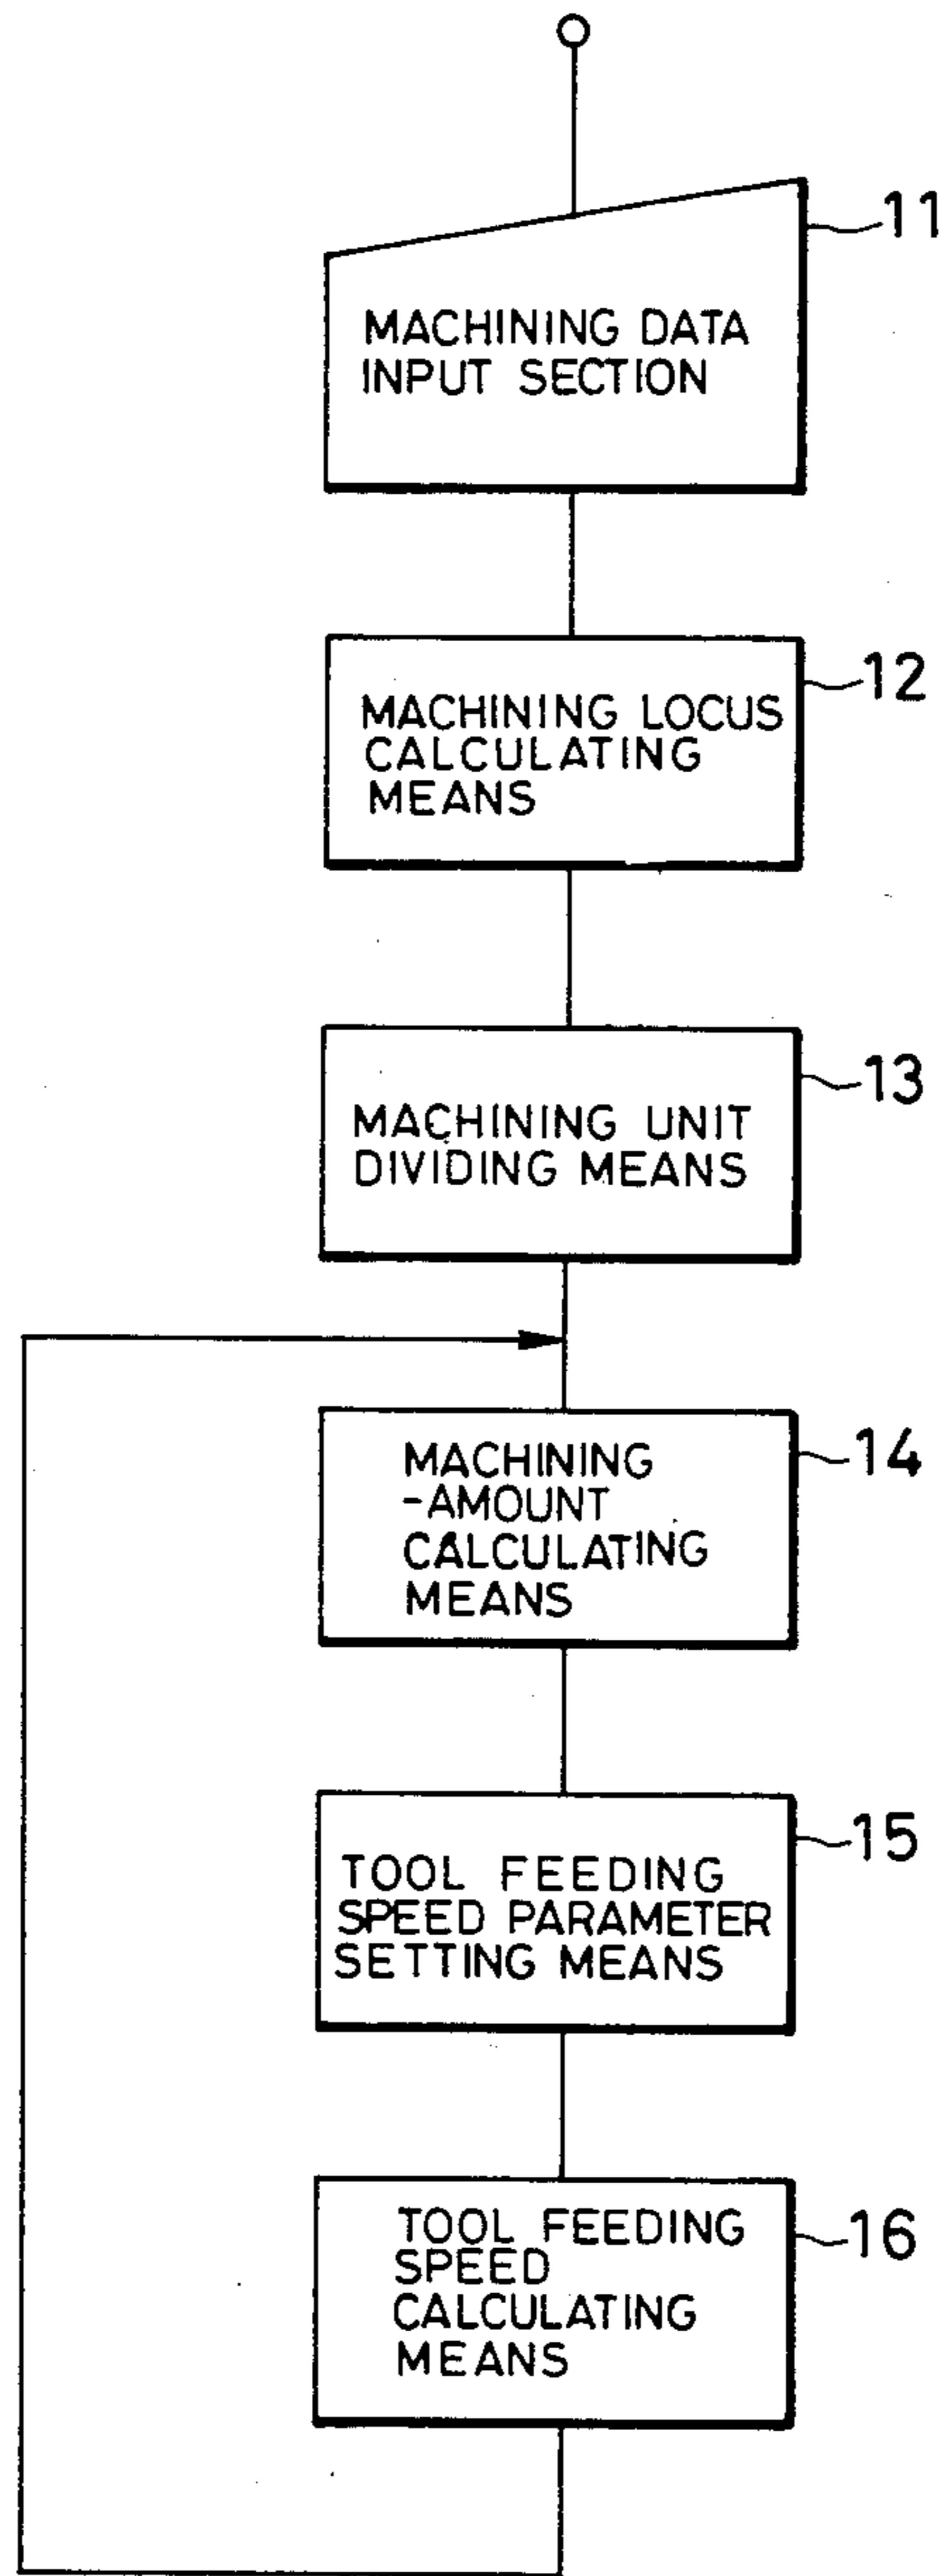 11
MACHINING DATA
INPUT SECTION
12
MACHINING LOCUS
CALCULATING
MEANS
13
MACHINING UNIT
DIVIDING MEANS
14
MACHINING
-AMOUNT
CALCULATING
MEANS
15
TOOL FEEDING
SPEED PARAMETER
SETTING MEANS
16
TOOL FEEDING
SPEED
CALCULATING
MEANS